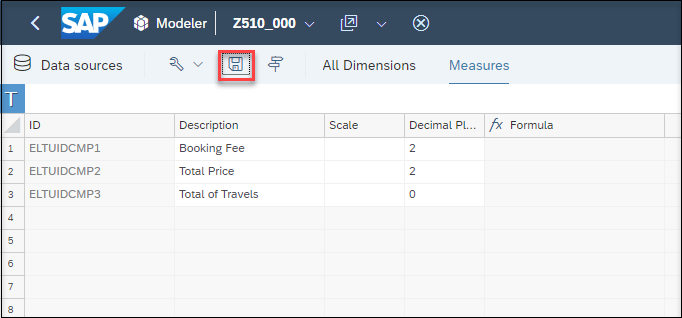 SAP Modeler Z510_000
Data sources All Dimensions Measures
T
ID Description Scale Decimal Pl... fx Formula
1 ELTUIDCMP1 Booking Fee 2
2 ELTUIDCMP2 Total Price 2
3 ELTUIDCMP3 Total of Travels 0
4
5
6
7
8